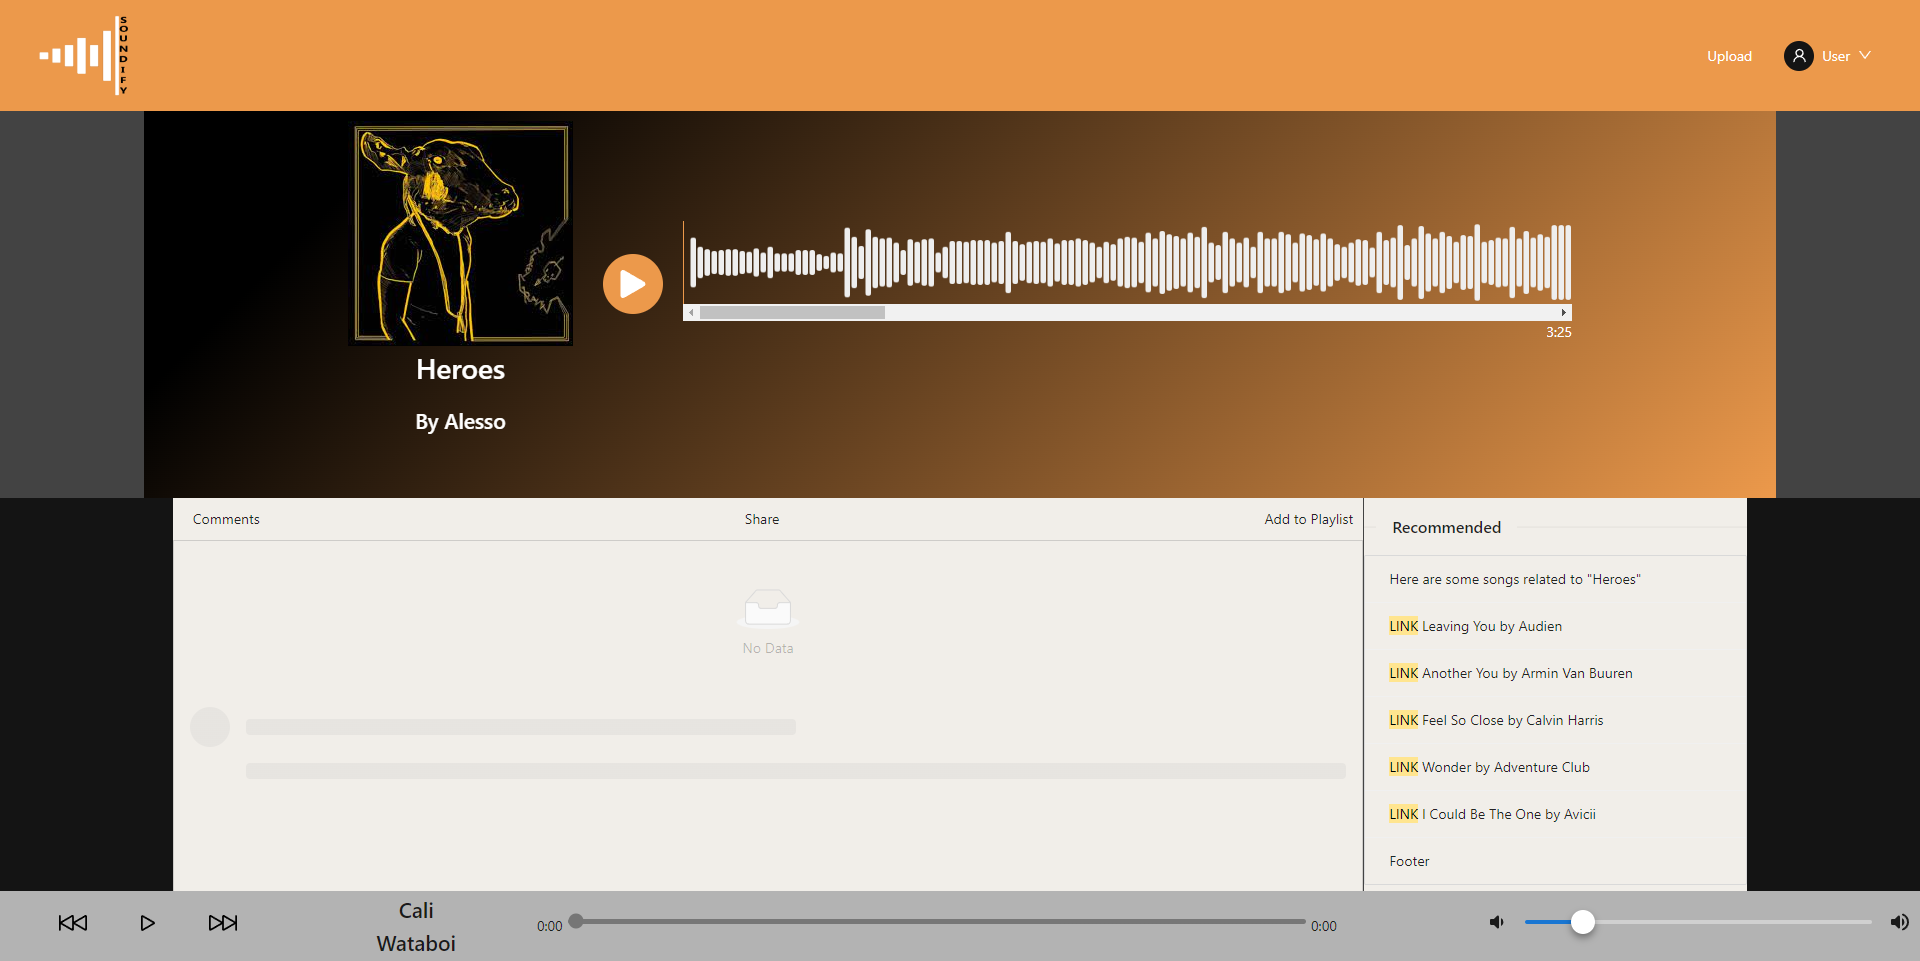 SOUNDIFY
Upload
User
3:25
Heroes
By Alesso
Comments
Share
Add to Playlist
No Data
Recommended
Here are some songs related to "Heroes"
LINK Leaving You by Audien
LINK Another You by Armin Van Buuren
LINK Feel So Close by Calvin Harris
LINK Wonder by Adventure Club
LINK I Could Be The One by Avicii
Footer
Cali
Wataboi
0:00
0:00